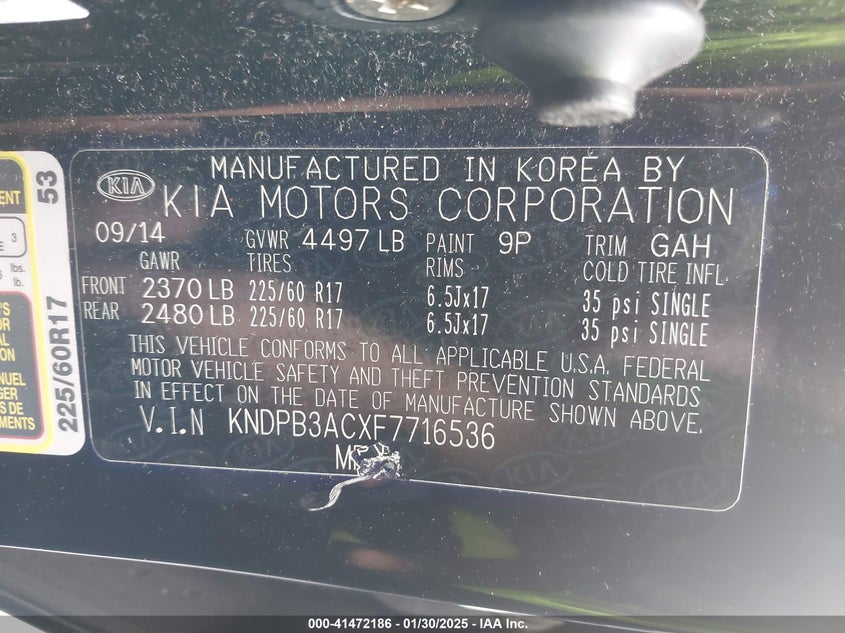 MANUFACTURED IN KOREA BY
KIA KIA MOTORS CORPORATION
09/14 GVWR 4497 LB PAINT 9P TRIM GAH
GAWR TIRES RIMS COLD TIRE INFL.
FRONT 2370 LB 225/60 R17 6.5Jx17 35 psi SINGLE
REAR 2480 LB 225/60 R17 6.5Jx17 35 psi SINGLE
THIS VEHICLE CONFORMS TO ALL APPLICABLE U.S.A. FEDERAL
MOTOR VEHICLE SAFETY AND THEFT PREVENTION STANDARDS
IN EFFECT ON THE DATE OF MANUFACTURE SHOWN ABOVE.
V.I.N KNDPB3ACXF7716536
53
225/60R17
3
lbs.
lb.
000-41472186 - 01/30/2025 - IAA Inc.